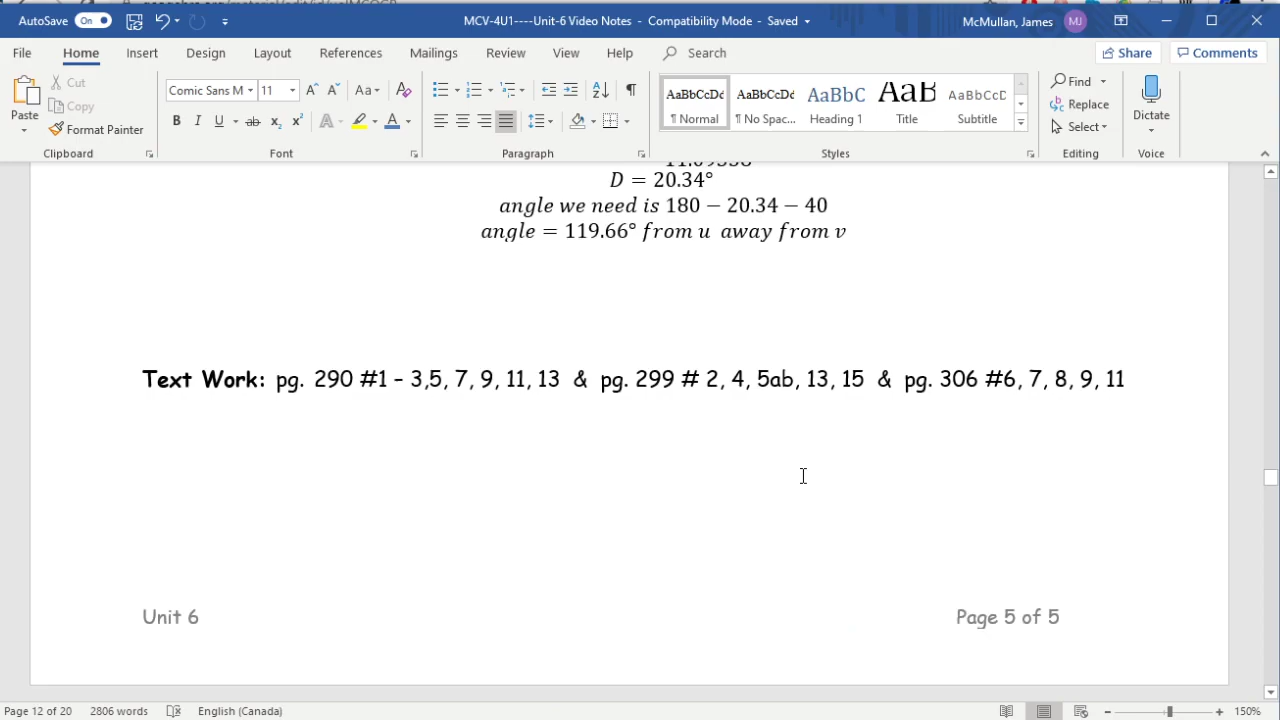 AutoSave On MCV-4U1----Unit-6 Video Notes - Compatibility Mode - Saved McMullan, James MJ
File Home Insert Design Layout References Mailings Review View Help Search Share Comments
Paste Cut Copy Format Painter Clipboard
Comic Sans M 11 Aa B I U ab x₂ x² A A Font
Paragraph
AaBbCcDd ¶ Normal AaBbCcDd ¶ No Spac... AaBbC Heading 1 AaB Title AaBbCcD Subtitle Styles
Find Replace Select Editing
Dictate Voice
D = 20.34°
angle we need is 180 − 20.34 − 40
angle = 119.66° from u away from v
Text Work: pg. 290 #1 – 3,5, 7, 9, 11, 13 & pg. 299 # 2, 4, 5ab, 13, 15 & pg. 306 #6, 7, 8, 9, 11
Unit 6 Page 5 of 5
Page 12 of 20 2806 words English (Canada) 150%